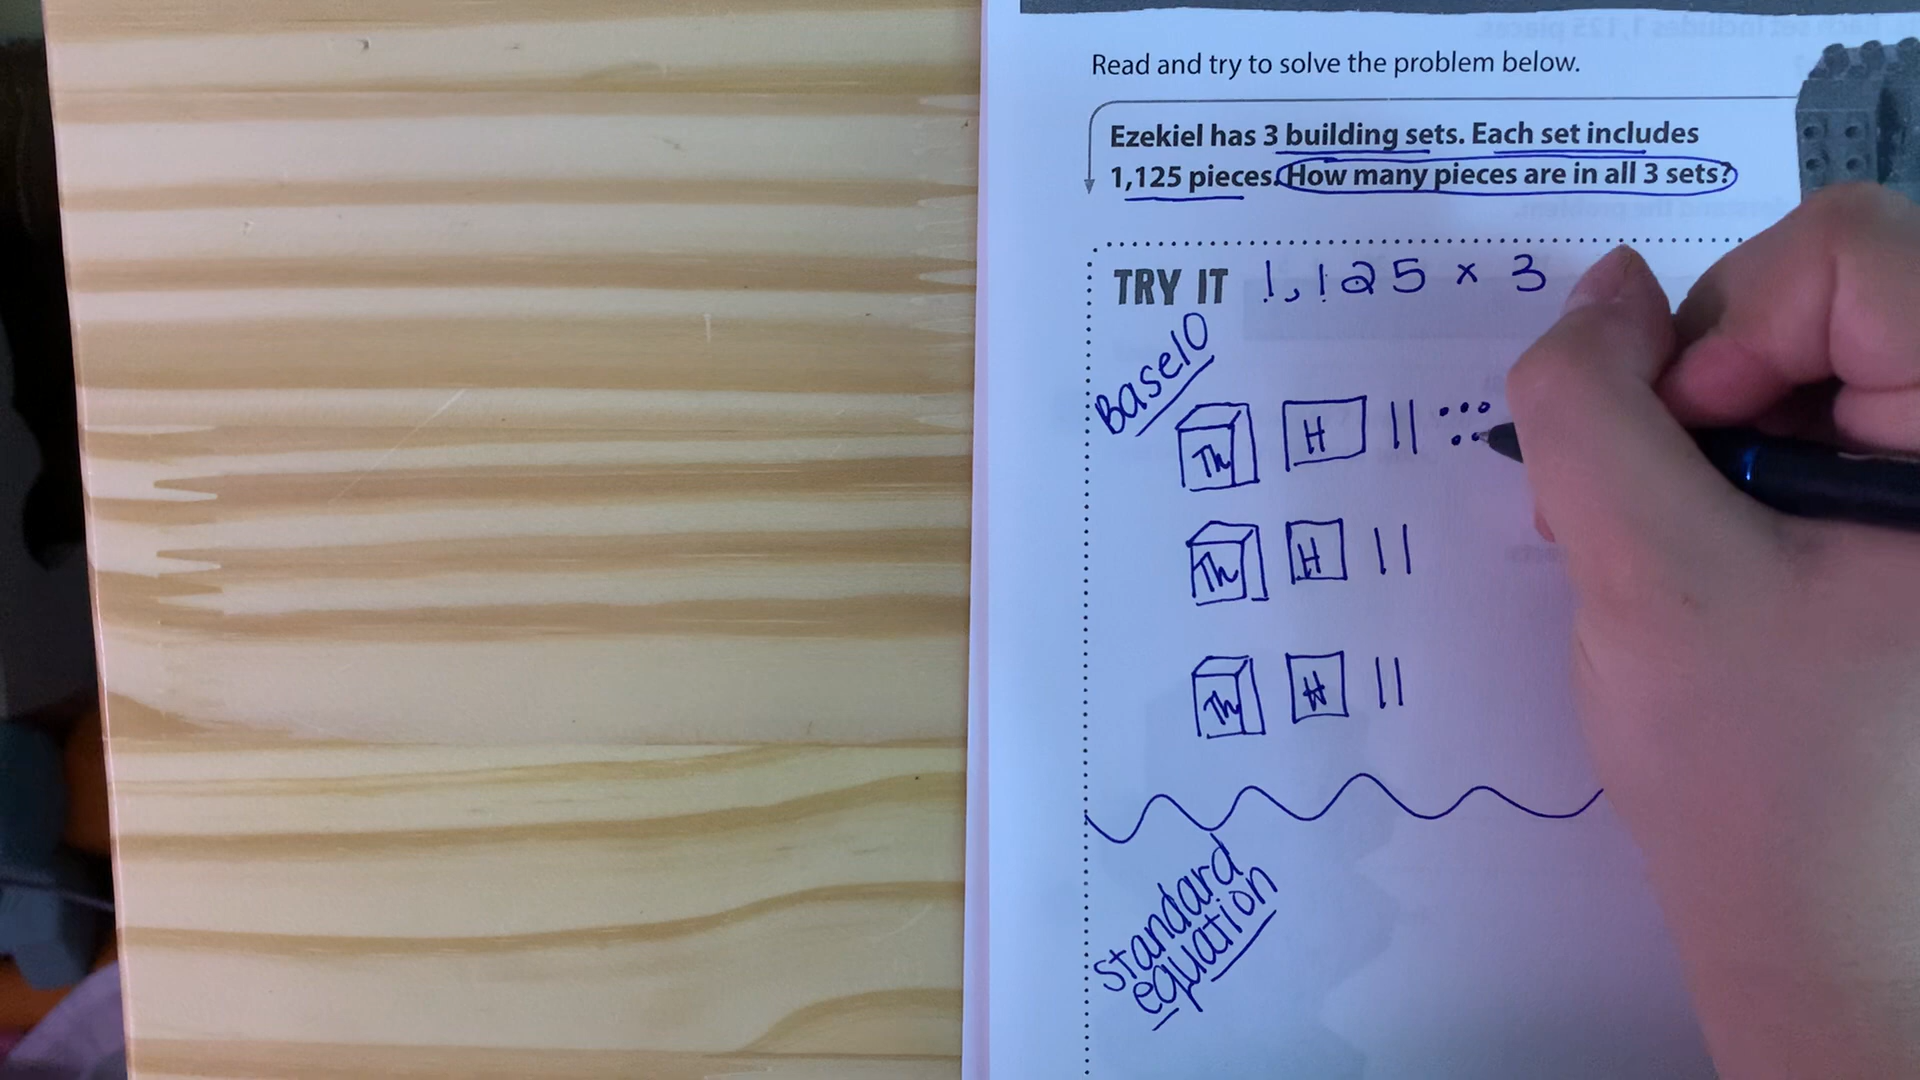 Read and try to solve the problem below.
Ezekiel has 3 building sets. Each set includes
1,125 pieces. How many pieces are in all 3 sets?
TRY IT 1,125 x 3
Base10
Th H
Th H
Th H
Standard
equation